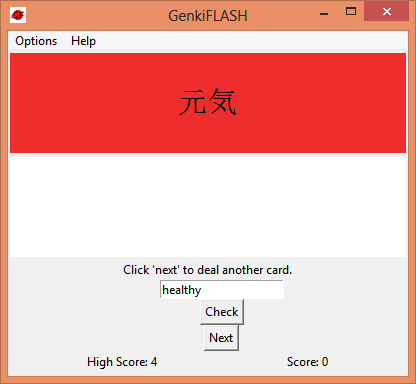 GenkiFLASH
Options Help
元気
Click 'next' to deal another card.
healthy
Check
Next
High Score: 4 Score: 0